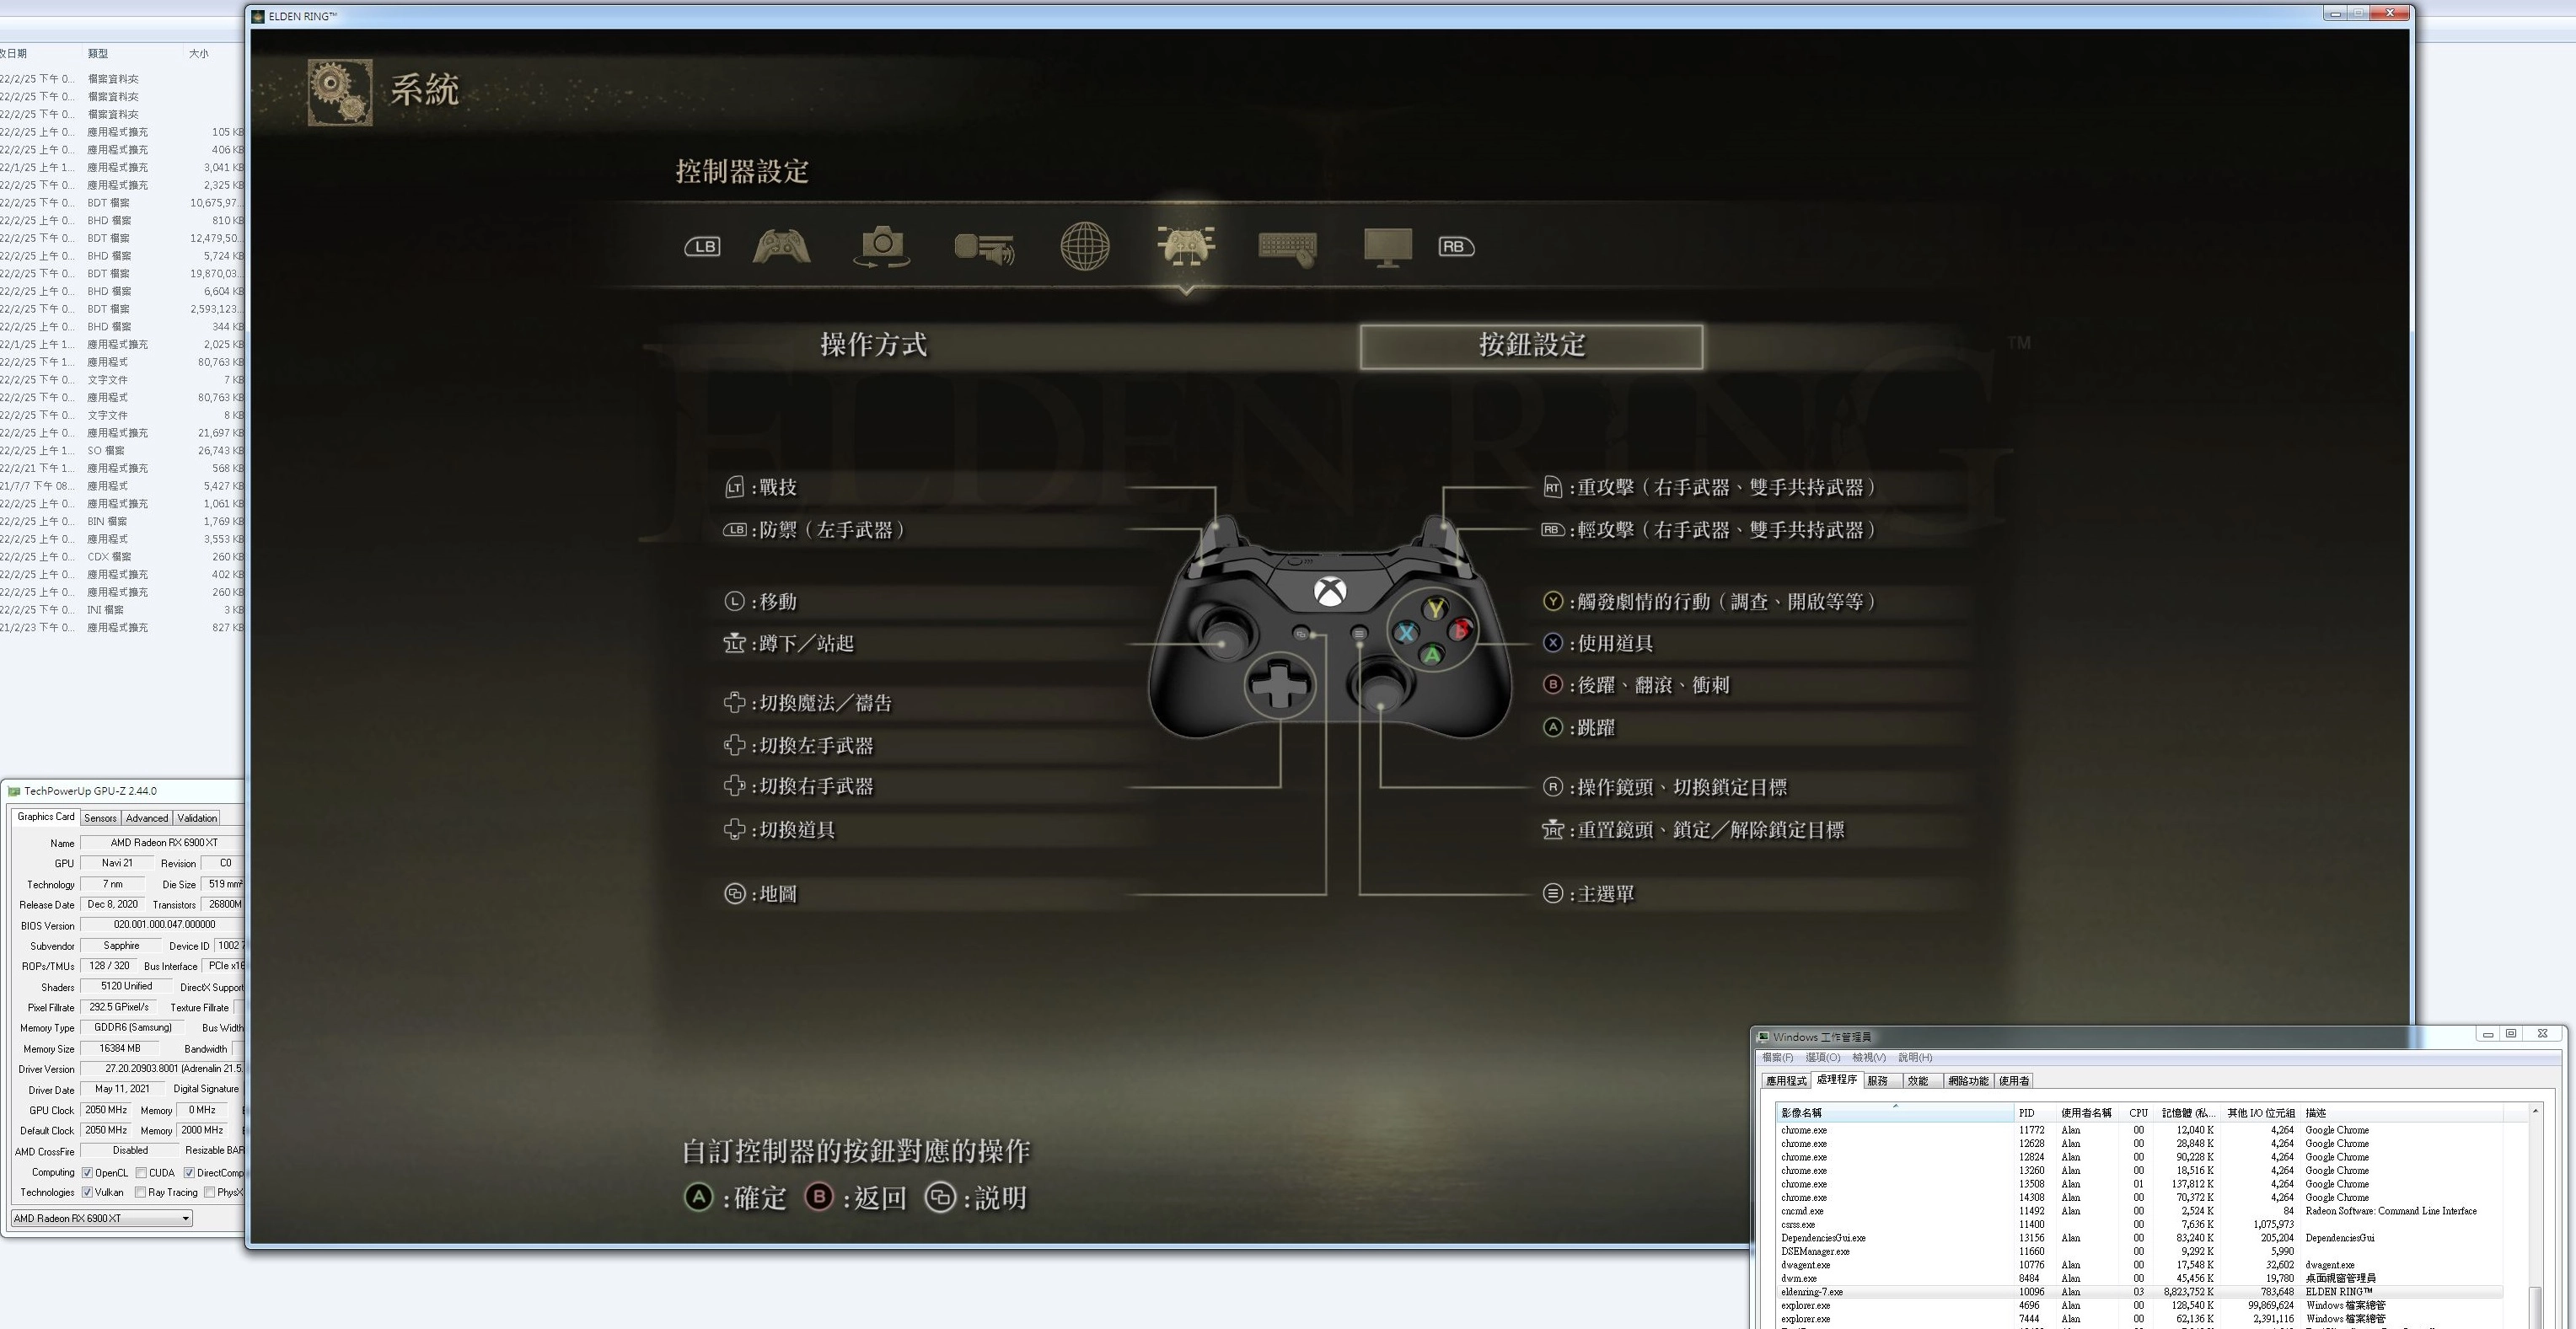 ELDEN RING™
系統
控制器設定
LB RB
操作方式 按鈕設定
ELDEN RING™
LT :戰技
LB :防禦（左手武器）
L :移動
L :蹲下／站起
:切換魔法／禱告
:切換左手武器
:切換右手武器
:切換道具
:地圖
Y X B A
RT :重攻擊（右手武器、雙手共持武器）
RB :輕攻擊（右手武器、雙手共持武器）
Y :觸發劇情的行動（調查、開啟等等）
X :使用道具
B :後躍、翻滾、衝刺
A :跳躍
R :操作鏡頭、切換鎖定目標
R :重置鏡頭、鎖定／解除鎖定目標
:主選單
自訂控制器的按鈕對應的操作
A :確定 B :返回 :説明
改日期 類型 大小
22/2/25 下午 0... 檔案資料夾
22/2/25 下午 0... 檔案資料夾
22/2/25 下午 0... 檔案資料夾
22/2/25 上午 0... 應用程式擴充 105 KB
22/2/25 上午 0... 應用程式擴充 406 KB
22/1/25 上午 1... 應用程式擴充 3,041 KB
22/2/25 下午 0... 應用程式擴充 2,325 KB
22/2/25 下午 0... BDT 檔案 10,675,97...
22/2/25 上午 0... BHD 檔案 810 KB
22/2/25 下午 0... BDT 檔案 12,479,50...
22/2/25 上午 0... BHD 檔案 5,724 KB
22/2/25 下午 0... BDT 檔案 19,870,03...
22/2/25 上午 0... BHD 檔案 6,604 KB
22/2/25 下午 0... BDT 檔案 2,593,123...
22/2/25 上午 0... BHD 檔案 344 KB
22/1/25 上午 1... 應用程式擴充 2,025 KB
22/2/25 下午 1... 應用程式 80,763 KB
22/2/25 下午 0... 文字文件 7 KB
22/2/25 下午 0... 應用程式 80,763 KB
22/2/25 下午 0... 文字文件 8 KB
22/2/25 上午 0... 應用程式擴充 21,697 KB
22/2/25 上午 1... SO 檔案 26,743 KB
22/2/21 下午 1... 應用程式擴充 568 KB
21/7/7 下午 08... 應用程式 5,427 KB
22/2/25 上午 0... 應用程式擴充 1,061 KB
22/2/25 上午 0... BIN 檔案 1,769 KB
22/2/25 上午 0... 應用程式 3,553 KB
22/2/25 上午 0... CDX 檔案 260 KB
22/2/25 上午 0... 應用程式擴充 402 KB
22/2/25 上午 0... 應用程式擴充 260 KB
22/2/25 下午 0... INI 檔案 3 KB
21/2/23 下午 0... 應用程式擴充 827 KB
TechPowerUp GPU-Z 2.44.0
Graphics Card Sensors Advanced Validation
Name AMD Radeon RX 6900 XT
GPU Navi 21 Revision C0
Technology 7 nm Die Size 519 mm²
Release Date Dec 8, 2020 Transistors 26800M
BIOS Version 020.001.000.047.000000
Subvendor Sapphire Device ID 1002 7
ROPs/TMUs 128 / 320 Bus Interface PCIe x16
Shaders 5120 Unified DirectX Support
Pixel Fillrate 292.5 GPixel/s Texture Fillrate
Memory Type GDDR6 (Samsung) Bus Width
Memory Size 16384 MB Bandwidth
Driver Version 27.20.20903.8001 (Adrenalin 21.5.
Driver Date May 11, 2021 Digital Signature
GPU Clock 2050 MHz Memory 0 MHz
Default Clock 2050 MHz Memory 2000 MHz
AMD CrossFire Disabled Resizable BAR
Computing OpenCL CUDA DirectComp
Technologies Vulkan Ray Tracing PhysX
AMD Radeon RX 6900 XT
Windows 工作管理員
檔案(F) 選項(O) 檢視(V) 說明(H)
應用程式 處理程序 服務 效能 網路功能 使用者
影像名稱 PID 使用者名稱 CPU 記憶體 (私... 其他 I/O 位元組 描述
chrome.exe 11772 Alan 00 12,040 K 4,264 Google Chrome
chrome.exe 12628 Alan 00 28,848 K 4,264 Google Chrome
chrome.exe 12824 Alan 00 90,228 K 4,264 Google Chrome
chrome.exe 13260 Alan 00 18,516 K 4,264 Google Chrome
chrome.exe 13508 Alan 01 137,812 K 4,264 Google Chrome
chrome.exe 14308 Alan 00 70,372 K 4,264 Google Chrome
cncmd.exe 11492 Alan 00 2,524 K 84 Radeon Software: Command Line Interface
csrss.exe 11400 00 7,636 K 1,075,973
DependenciesGui.exe 13156 Alan 00 83,240 K 205,204 DependenciesGui
DSEManager.exe 11660 00 9,292 K 5,990
dwagent.exe 10776 Alan 00 17,548 K 32,602 dwagent.exe
dwm.exe 8484 Alan 00 45,456 K 19,780 桌面視窗管理員
eldenring-7.exe 10096 Alan 03 8,823,752 K 783,648 ELDEN RING™
explorer.exe 4696 Alan 00 128,540 K 99,869,624 Windows 檔案總管
explorer.exe 7444 Alan 00 62,136 K 2,391,116 Windows 檔案總管